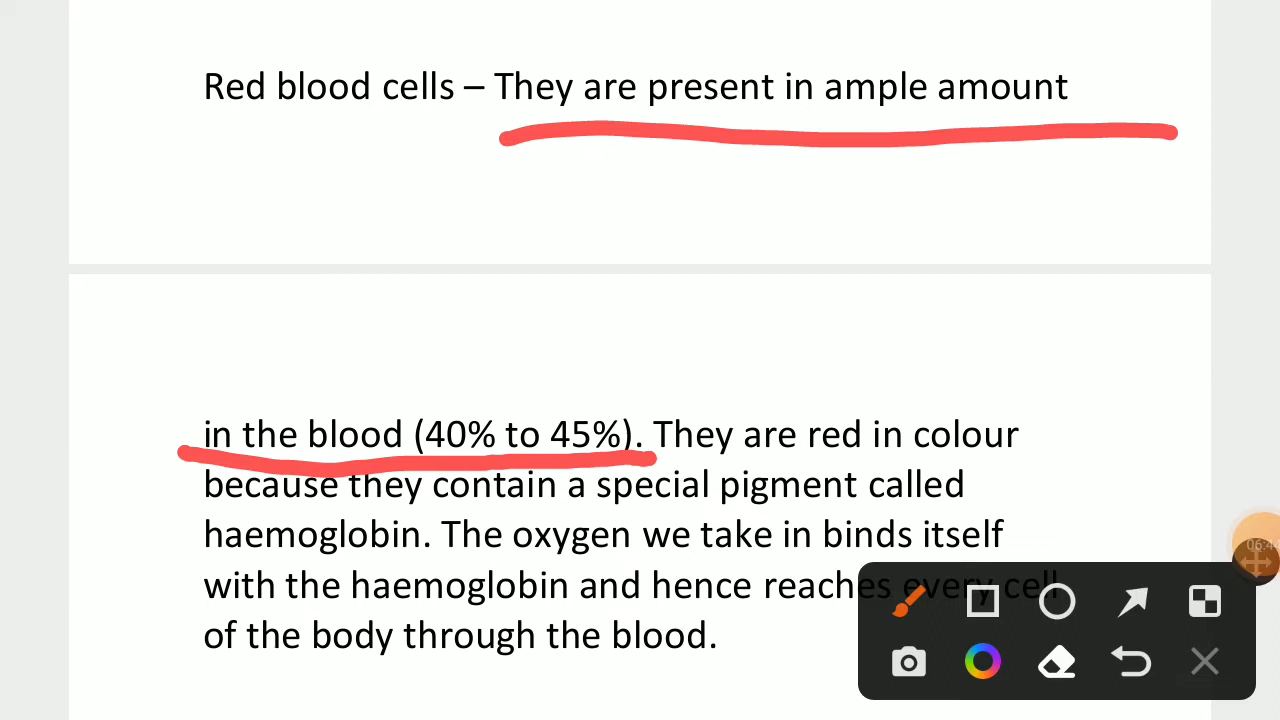 Red blood cells – They are present in ample amount
in the blood (40% to 45%). They are red in colour
because they contain a special pigment called
haemoglobin. The oxygen we take in binds itself
with the haemoglobin and hence reaches every cell
of the body through the blood.